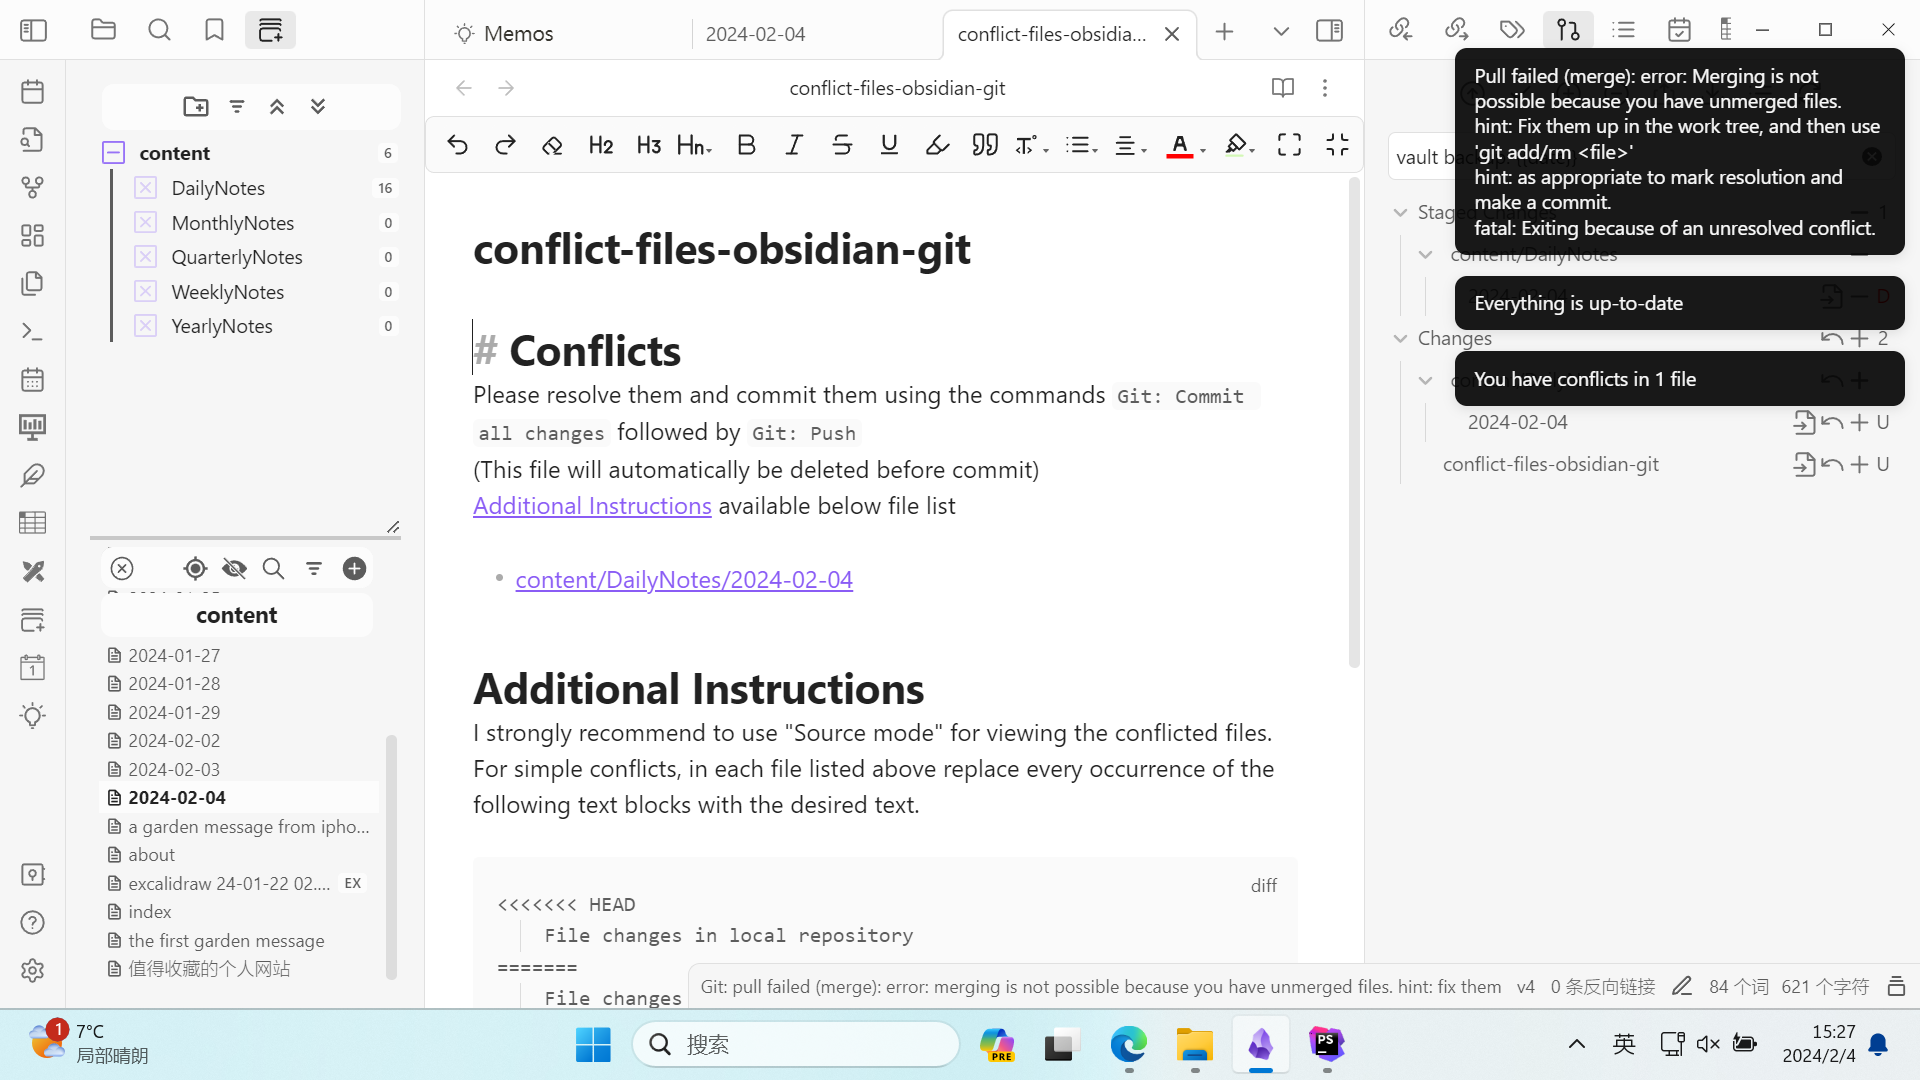 Memos
2024-02-04
conflict-files-obsidia...
conflict-files-obsidian-git
H2
H3
Hn
B
I
S
U
T
A
content
6
DailyNotes
16
MonthlyNotes
0
QuarterlyNotes
0
WeeklyNotes
0
YearlyNotes
0
content
2024-01-27
2024-01-28
2024-01-29
2024-02-02
2024-02-03
2024-02-04
a garden message from ipho...
about
excalidraw 24-01-22 02....
EX
index
the first garden message
值得收藏的个人网站
conflict-files-obsidian-git
# Conflicts
Please resolve them and commit them using the commands Git: Commit
all changes followed by Git: Push
(This file will automatically be deleted before commit)
Additional Instructions available below file list
content/DailyNotes/2024-02-04
Additional Instructions
I strongly recommend to use "Source mode" for viewing the conflicted files.
For simple conflicts, in each file listed above replace every occurrence of the
following text blocks with the desired text.
diff
<<<<<<< HEAD
File changes in local repository
=======
File changes
Pull failed (merge): error: Merging is not
possible because you have unmerged files.
hint: Fix them up in the work tree, and then use
'git add/rm <file>'
hint: as appropriate to mark resolution and
make a commit.
fatal: Exiting because of an unresolved conflict.
vault
Staged Changes
1
content/DailyNotes
Everything is up-to-date
D
Changes
2
You have conflicts in 1 file
2024-02-04
U
conflict-files-obsidian-git
U
Git: pull failed (merge): error: merging is not possible because you have unmerged files. hint: fix them
v4
0 条反向链接
84 个词
621 个字符
1
7°C
局部晴朗
搜索
PRE
PS
英
15:27
2024/2/4